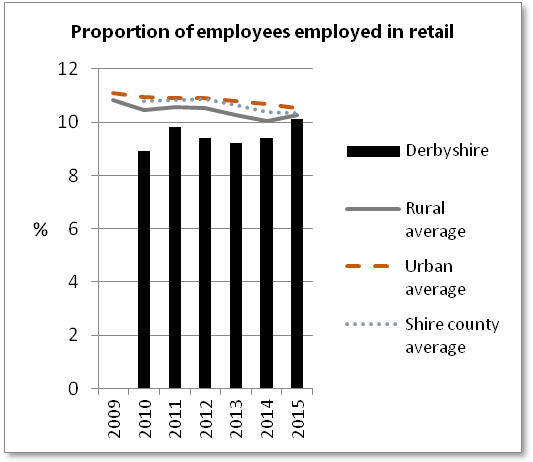 Proportion of employees employed in retail
12
10
8
6
4
2
0
%
2009
2010
2011
2012
2013
2014
2015
Derbyshire
Rural
average
Urban
average
Shire county
average